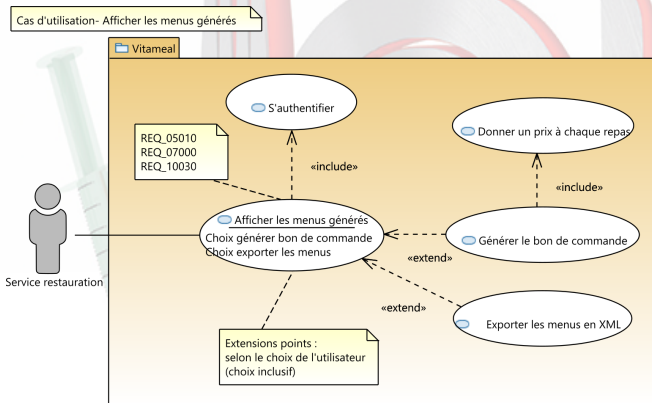 Cas d'utilisation- Afficher les menus générés
Vitameal
S'authentifier
REQ_05010
REQ_07000
REQ_10030
«include»
Donner un prix à chaque repas
«include»
Afficher les menus générés
Choix générer bon de commande
Choix exporter les menus
Générer le bon de commande
«extend»
Service restauration
«extend»
Exporter les menus en XML
Extensions points :
selon le choix de l'utilisateur
(choix inclusif)